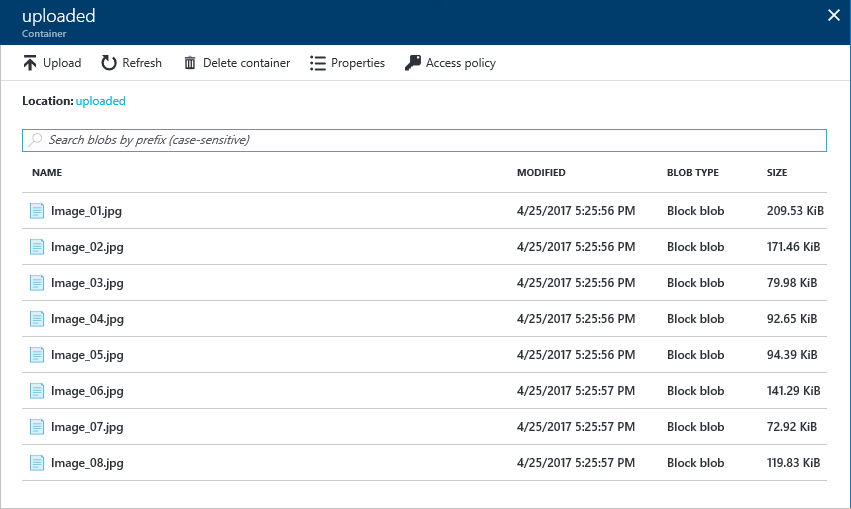 uploaded
Container
Upload Refresh Delete container Properties Access policy
Location: uploaded
Search blobs by prefix (case-sensitive)
NAME MODIFIED BLOB TYPE SIZE
Image_01.jpg 4/25/2017 5:25:56 PM Block blob 209.53 KiB
Image_02.jpg 4/25/2017 5:25:56 PM Block blob 171.46 KiB
Image_03.jpg 4/25/2017 5:25:56 PM Block blob 79.98 KiB
Image_04.jpg 4/25/2017 5:25:56 PM Block blob 92.65 KiB
Image_05.jpg 4/25/2017 5:25:56 PM Block blob 94.39 KiB
Image_06.jpg 4/25/2017 5:25:57 PM Block blob 141.29 KiB
Image_07.jpg 4/25/2017 5:25:57 PM Block blob 72.92 KiB
Image_08.jpg 4/25/2017 5:25:57 PM Block blob 119.83 KiB